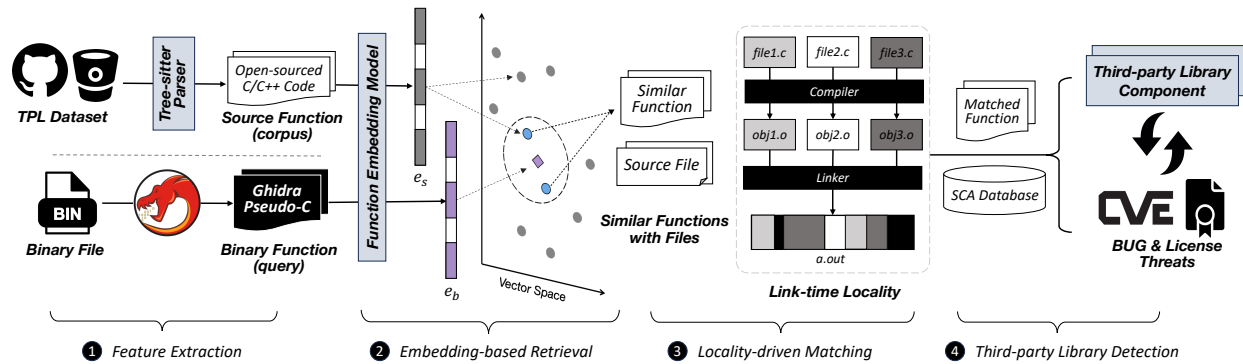 TPL Dataset
Tree-sitter
Parser
Open-sourced
C/C++ Code
Source Function
(corpus)
BIN
Binary File
Ghidra
Pseudo-C
Binary Function
(query)
Function Embedding Model
e_s
e_b
Vector Space
Similar
Function
Source File
Similar Functions
with Files
file1.c
file2.c
file3.c
Compiler
obj1.o
obj2.o
obj3.o
Linker
a.out
Link-time Locality
Matched
Function
SCA Database
Third-party Library
Component
CVE
BUG & License
Threats
1 Feature Extraction
2 Embedding-based Retrieval
3 Locality-driven Matching
4 Third-party Library Detection